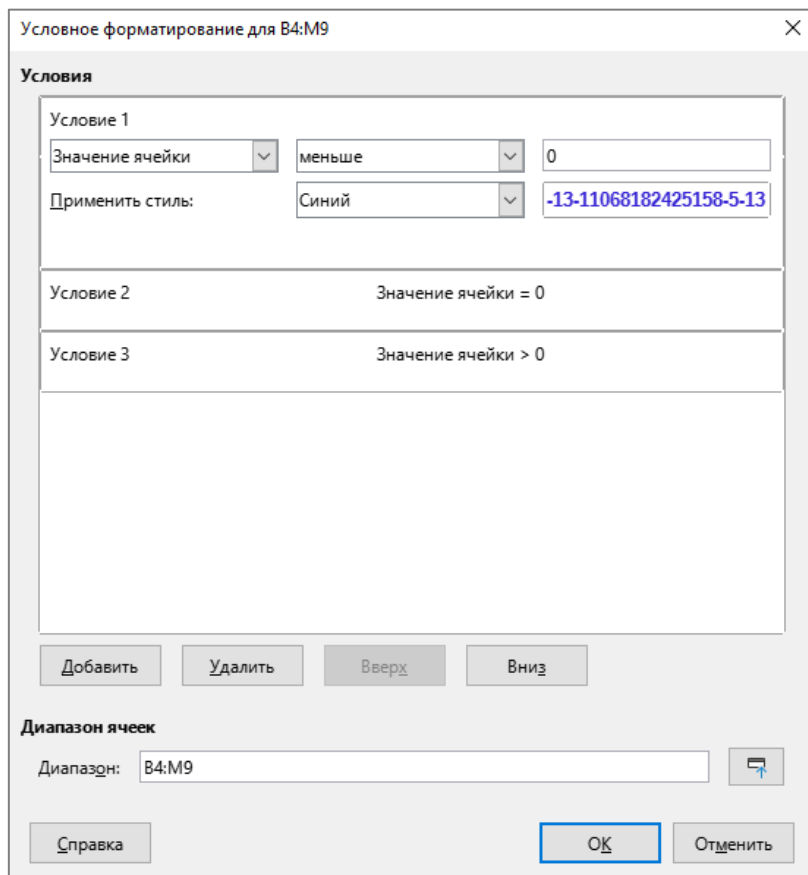 Условное форматирование для B4:M9
Условия
Условие 1
Значение ячейки меньше 0
Применить стиль: Синий -13-11068182425158-5-13
Условие 2 Значение ячейки = 0
Условие 3 Значение ячейки > 0
Добавить Удалить Вверх Вниз
Диапазон ячеек
Диапазон: B4:M9
Справка ОК Отменить